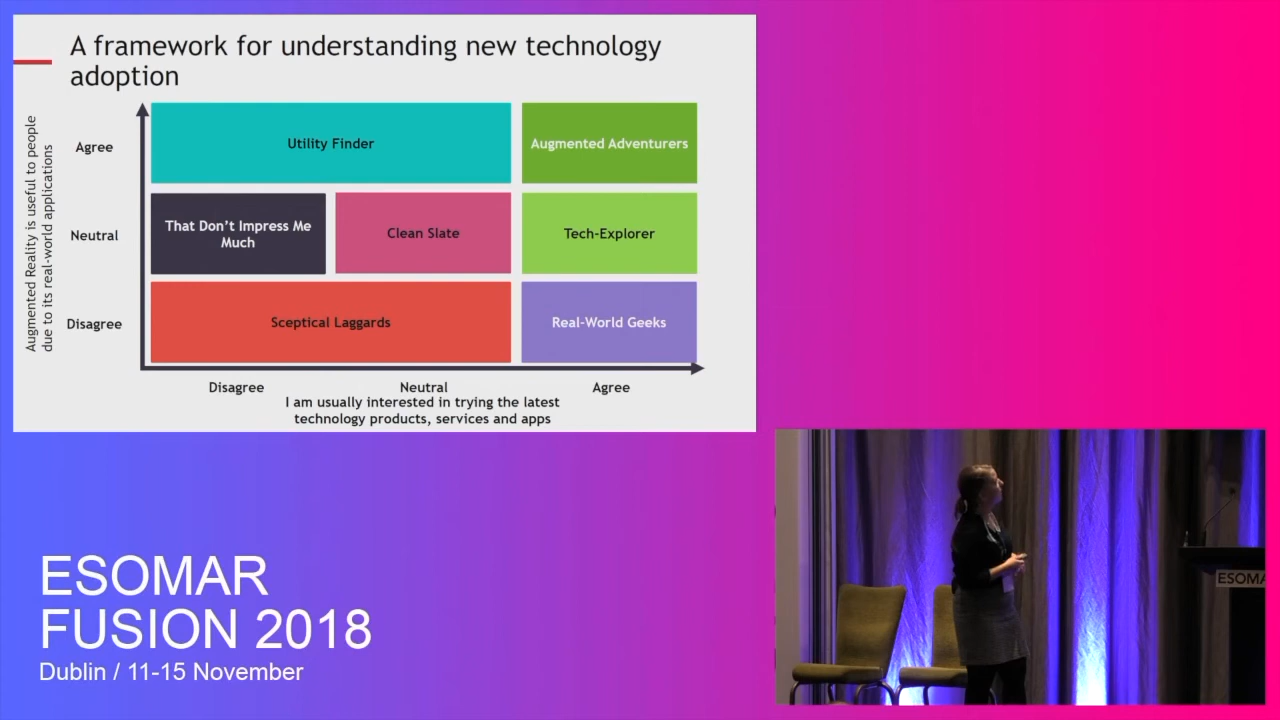 A framework for understanding new technology
adoption
Augmented Reality is useful to people
due to its real-world applications
Agree
Utility Finder
Augmented Adventurers
Neutral
That Don't Impress Me
Much
Clean Slate
Tech-Explorer
Disagree
Sceptical Laggards
Real-World Geeks
Disagree
Neutral
Agree
I am usually interested in trying the latest
technology products, services and apps
ESOMAR
FUSION 2018
Dublin / 11-15 November
ESOMA